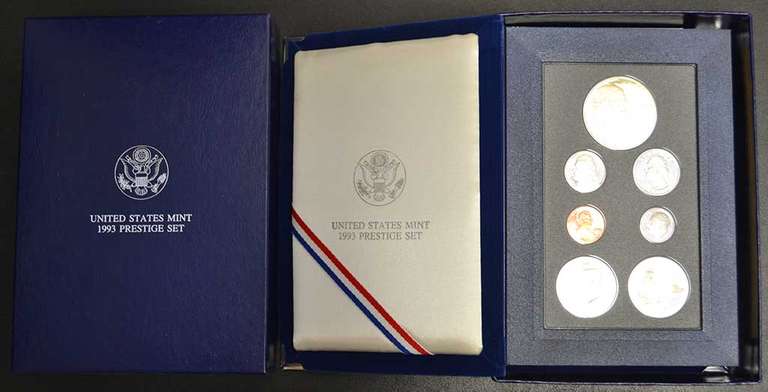 UNITED STATES MINT
1993 PRESTIGE SET
UNITED STATES MINT
1993 PRESTIGE SET